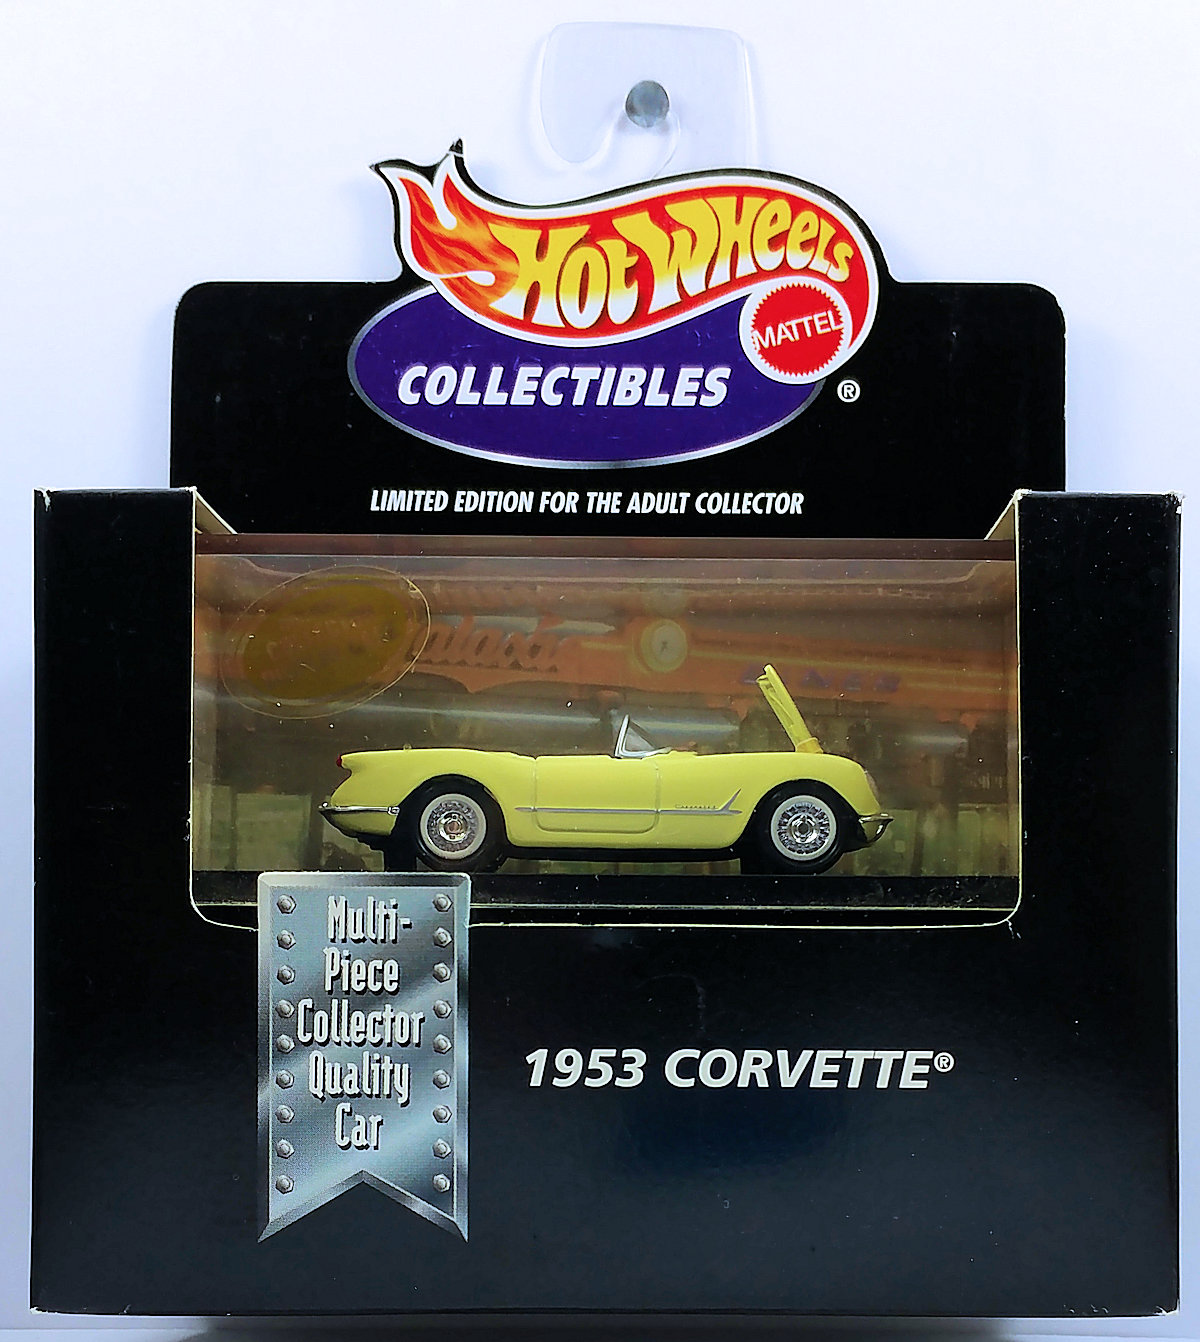 HOT WHEELS
MATTEL
COLLECTIBLES
®
LIMITED EDITION FOR THE ADULT COLLECTOR
Multi-
Piece
Collector
Quality
Car
1953 CORVETTE®